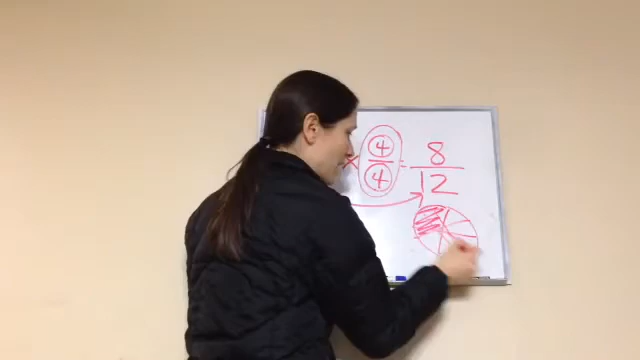 × 4/4 = 8/12